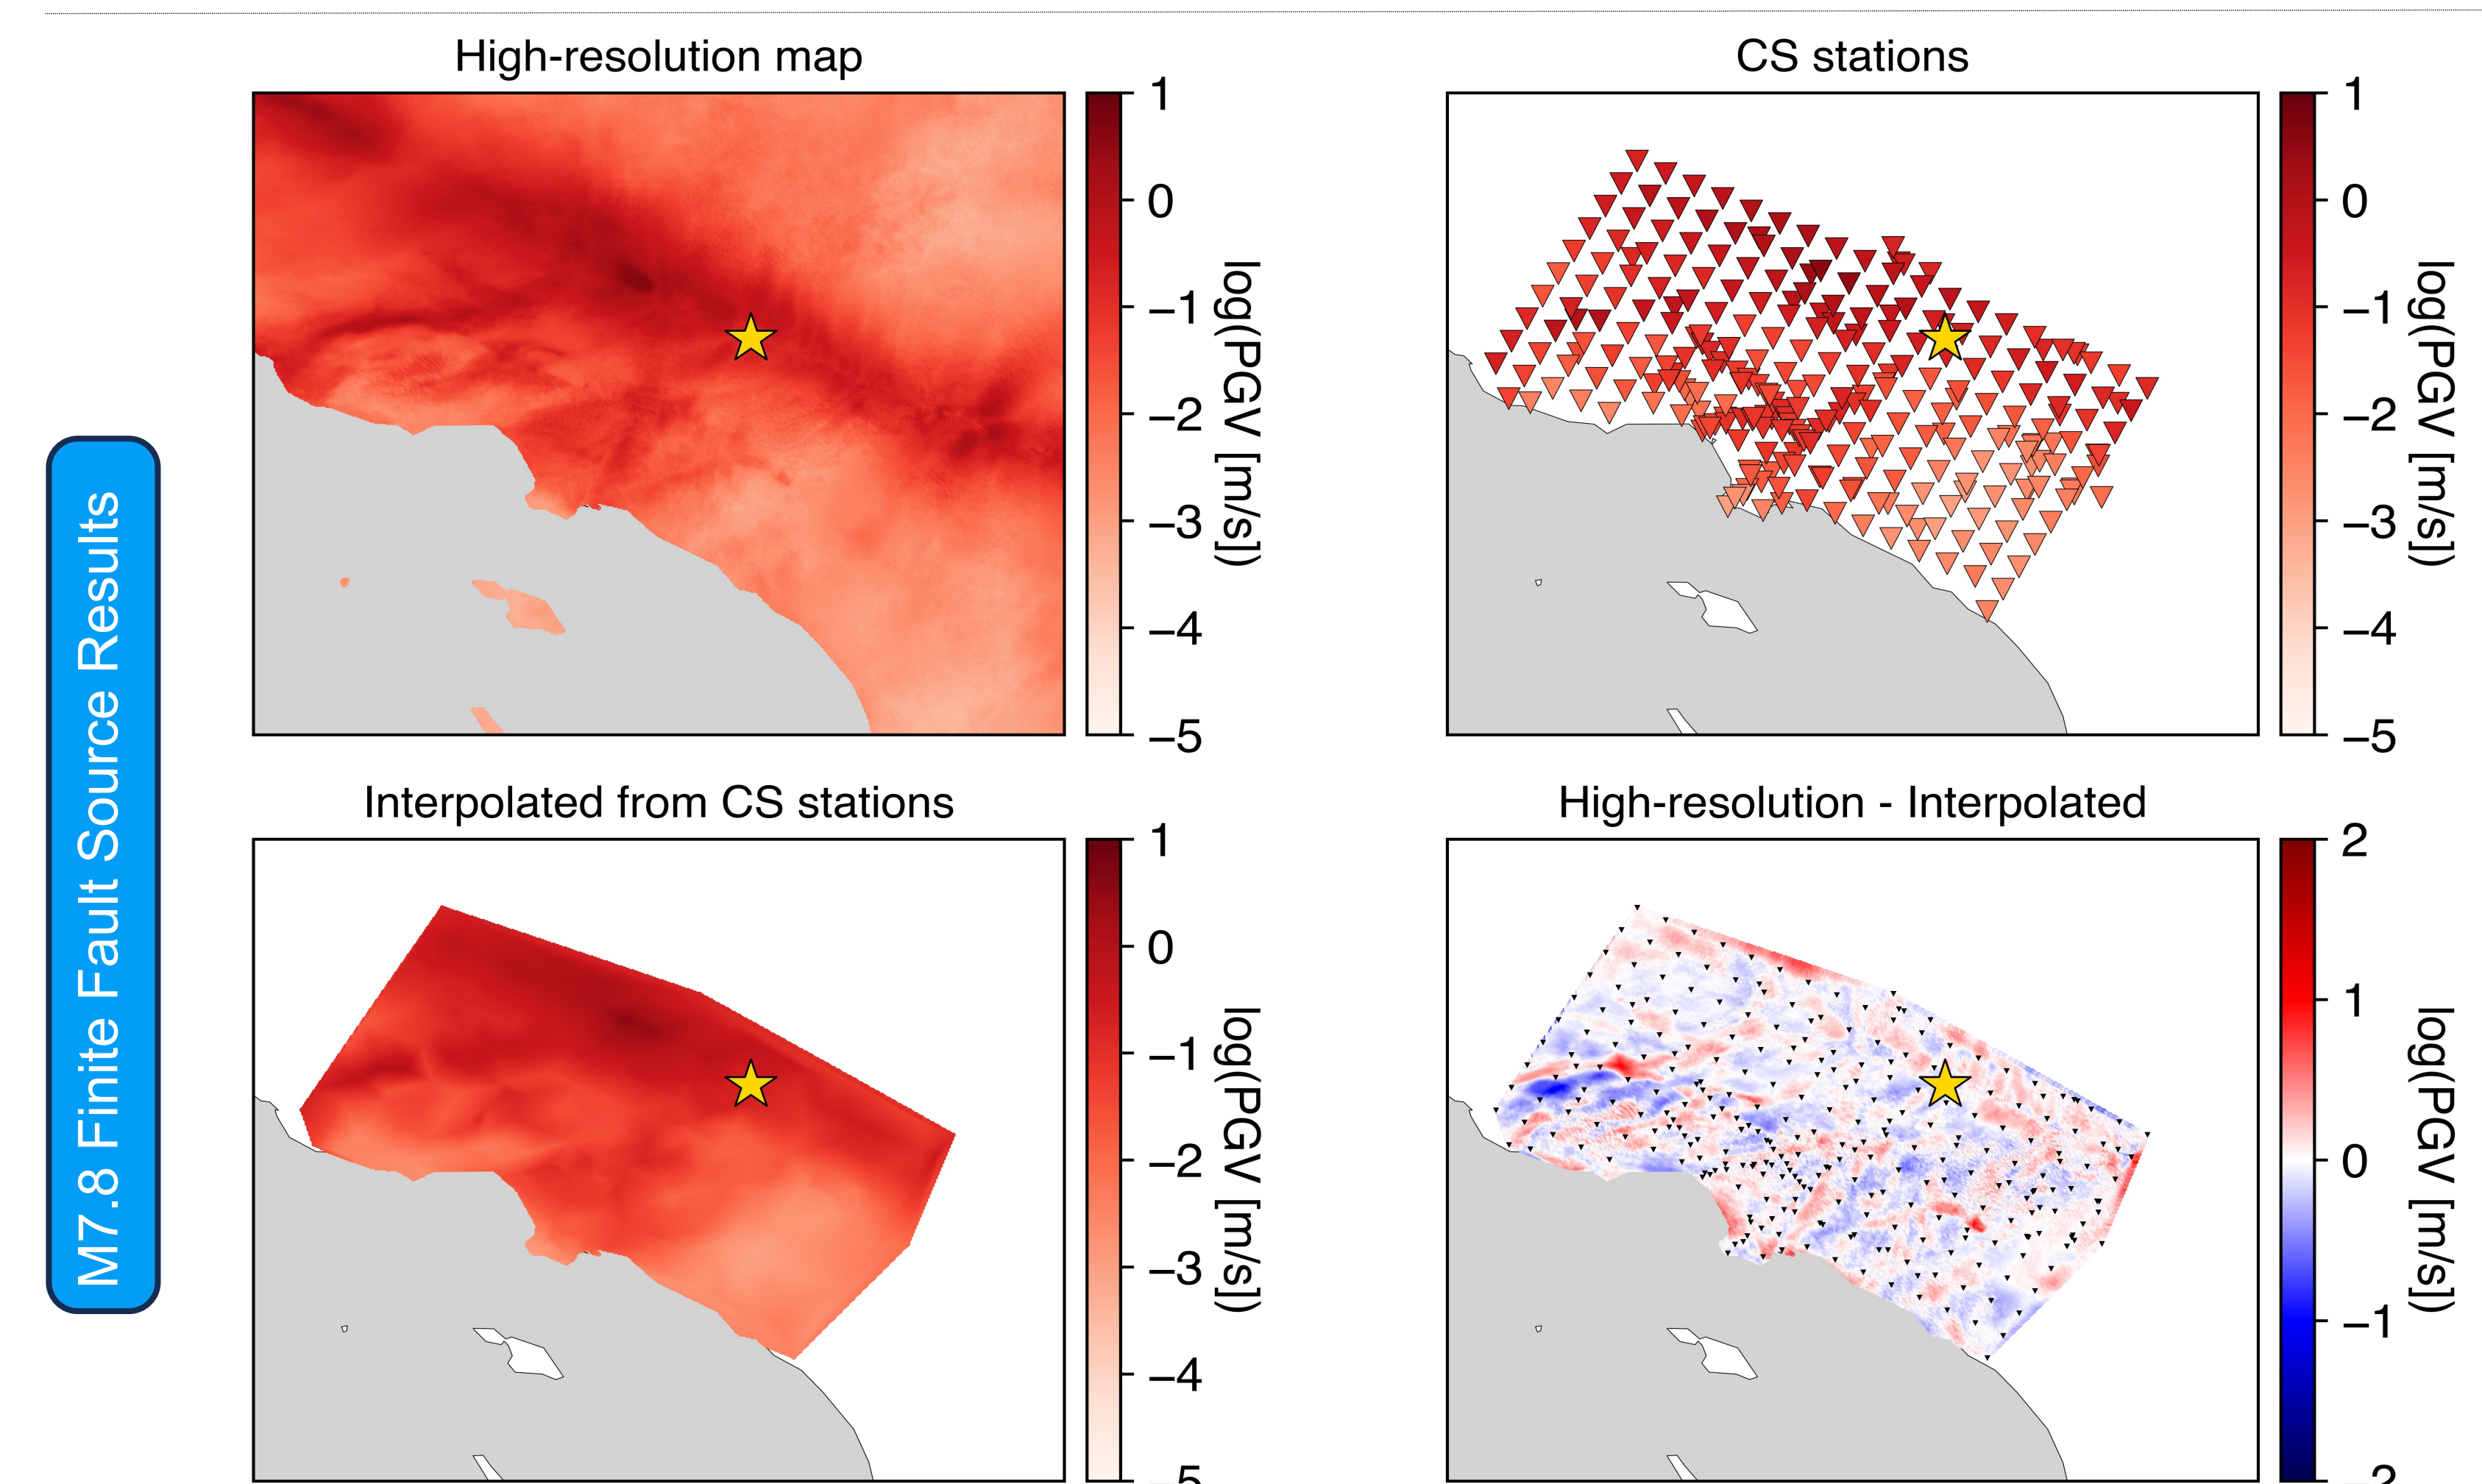 M7.8 Finite Fault Source Results
High-resolution map
1
0
−1
−2
−3
−4
−5
log(PGV [m/s])
CS stations
1
0
−1
−2
−3
−4
−5
log(PGV [m/s])
Interpolated from CS stations
1
0
−1
−2
−3
−4
log(PGV [m/s])
High-resolution - Interpolated
2
1
0
−1
log(PGV [m/s])